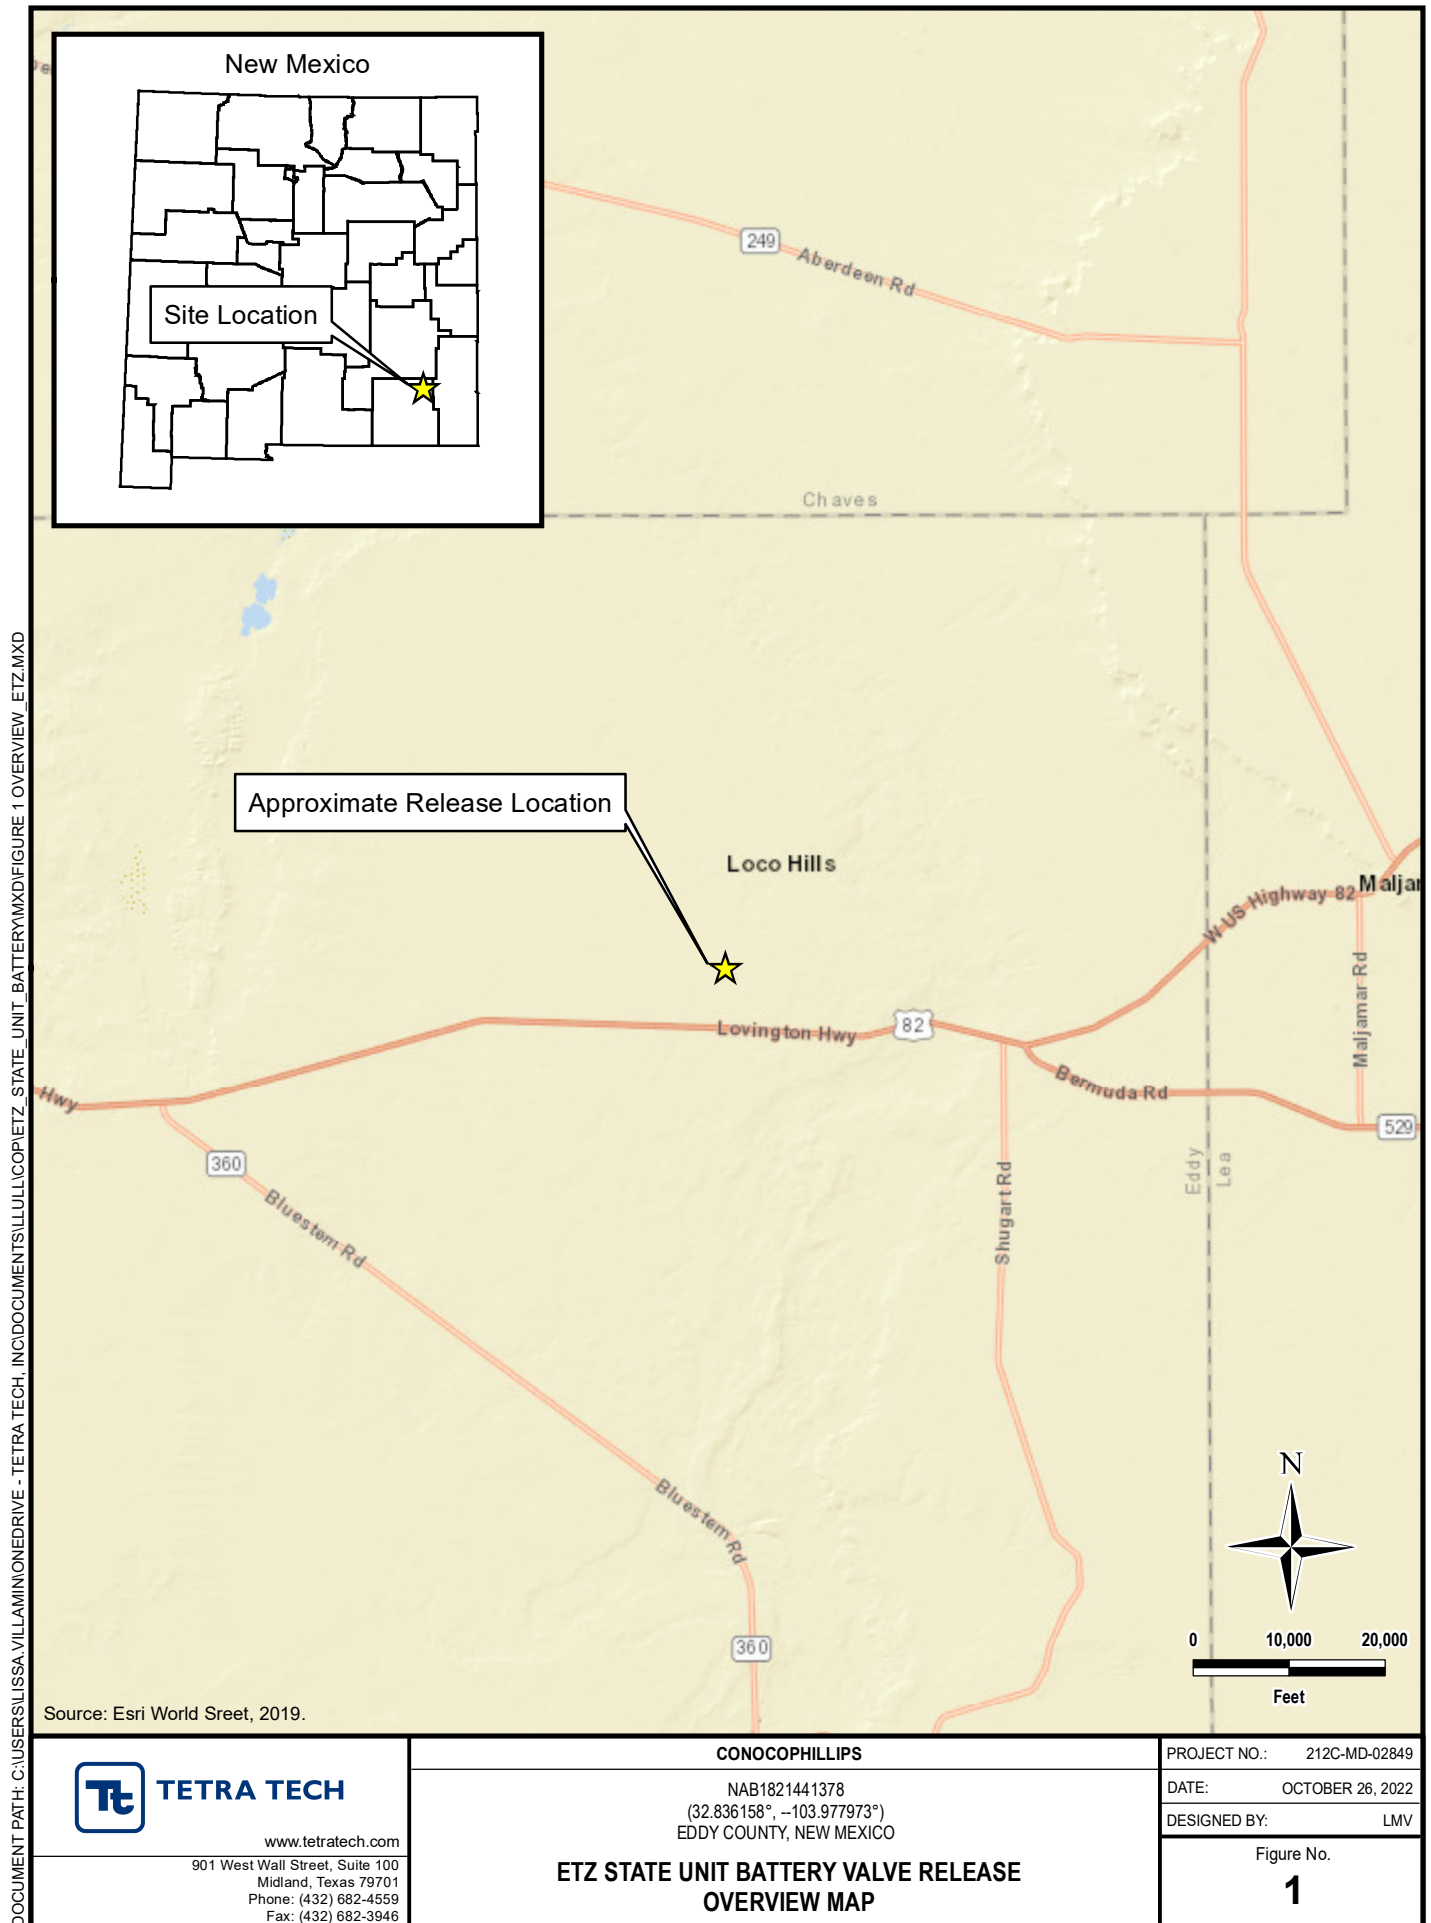 New Mexico
Site Location
249
Aberdeen Rd
Chaves
Approximate Release Location
Loco Hills
Maljar
W US Highway 82
Maljamar Rd
Lovington Hwy
82
Bermuda Rd
529
Hwy
360
Bluestem Rd
Shugart Rd
Eddy
Lea
Bluestem Rd
360
N
0 10,000 20,000
Feet
Source: Esri World Sreet, 2019.
DOCUMENT PATH: C:\USERS\LISSA.VILLAMIN\ONEDRIVE - TETRA TECH, INC\DOCUMENTS\LLULL\COP\ETZ_STATE_UNIT_BATTERY\MXD\FIGURE 1 OVERVIEW_ETZ.MXD
Tt
TETRA TECH
www.tetratech.com
901 West Wall Street, Suite 100
Midland, Texas 79701
Phone: (432) 682-4559
Fax: (432) 682-3946
CONOCOPHILLIPS
NAB1821441378
(32.836158°, --103.977973°)
EDDY COUNTY, NEW MEXICO
ETZ STATE UNIT BATTERY VALVE RELEASE
OVERVIEW MAP
PROJECT NO.: 212C-MD-02849
DATE: OCTOBER 26, 2022
DESIGNED BY: LMV
Figure No.
1